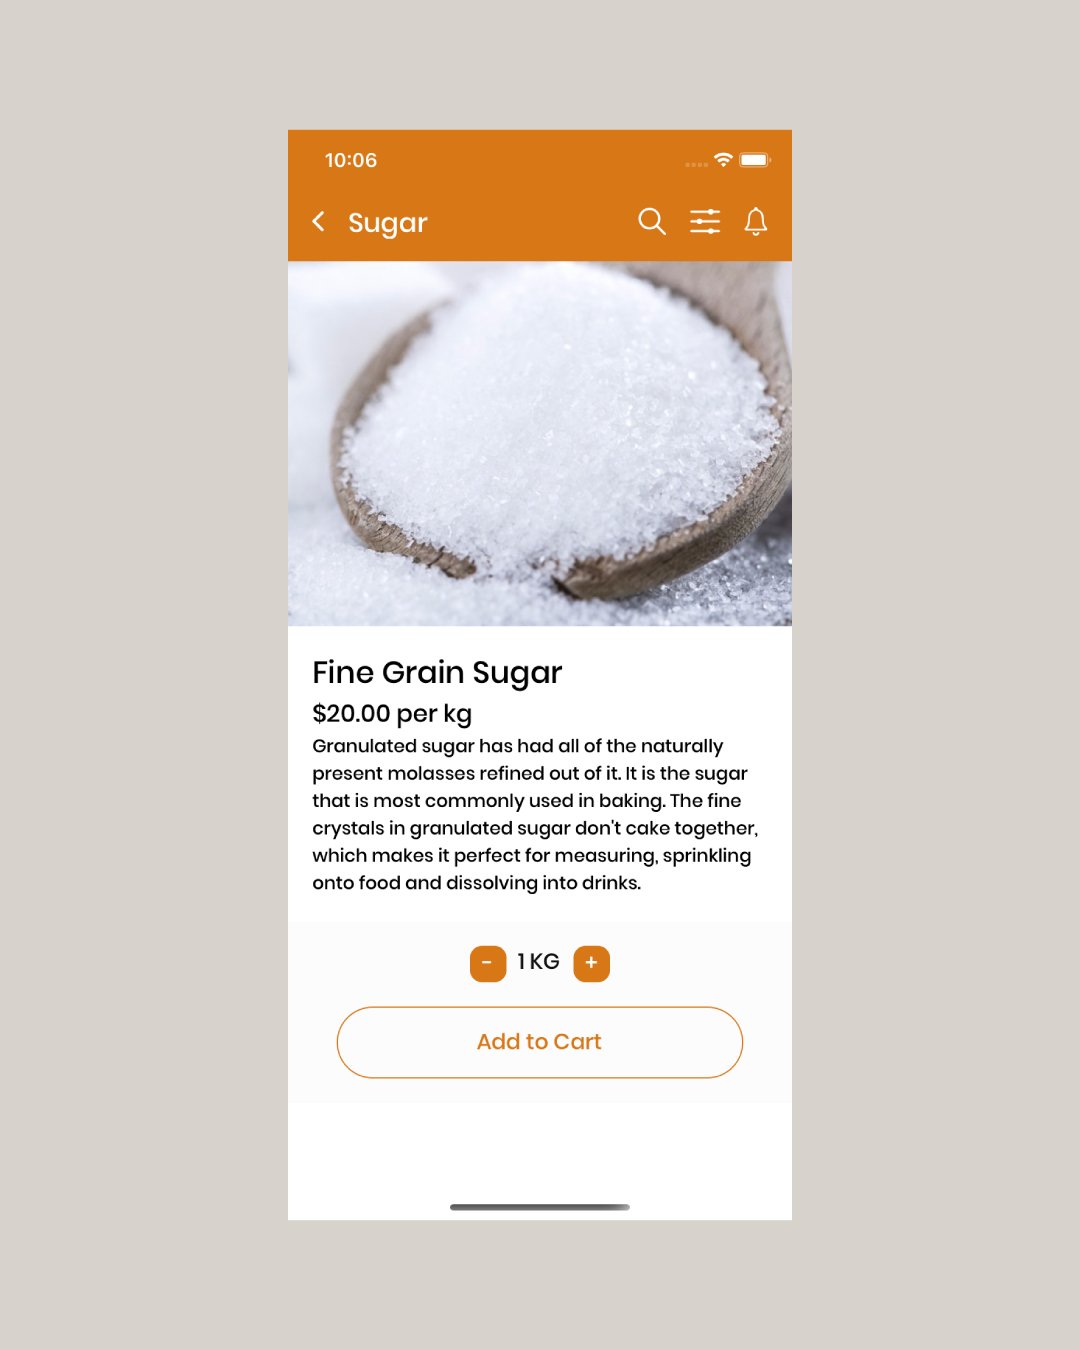 10:06
Sugar
Fine Grain Sugar
$20.00 per kg
Granulated sugar has had all of the naturally
present molasses refined out of it. It is the sugar
that is most commonly used in baking. The fine
crystals in granulated sugar don't cake together,
which makes it perfect for measuring, sprinkling
onto food and dissolving into drinks.
- 1 KG +
Add to Cart